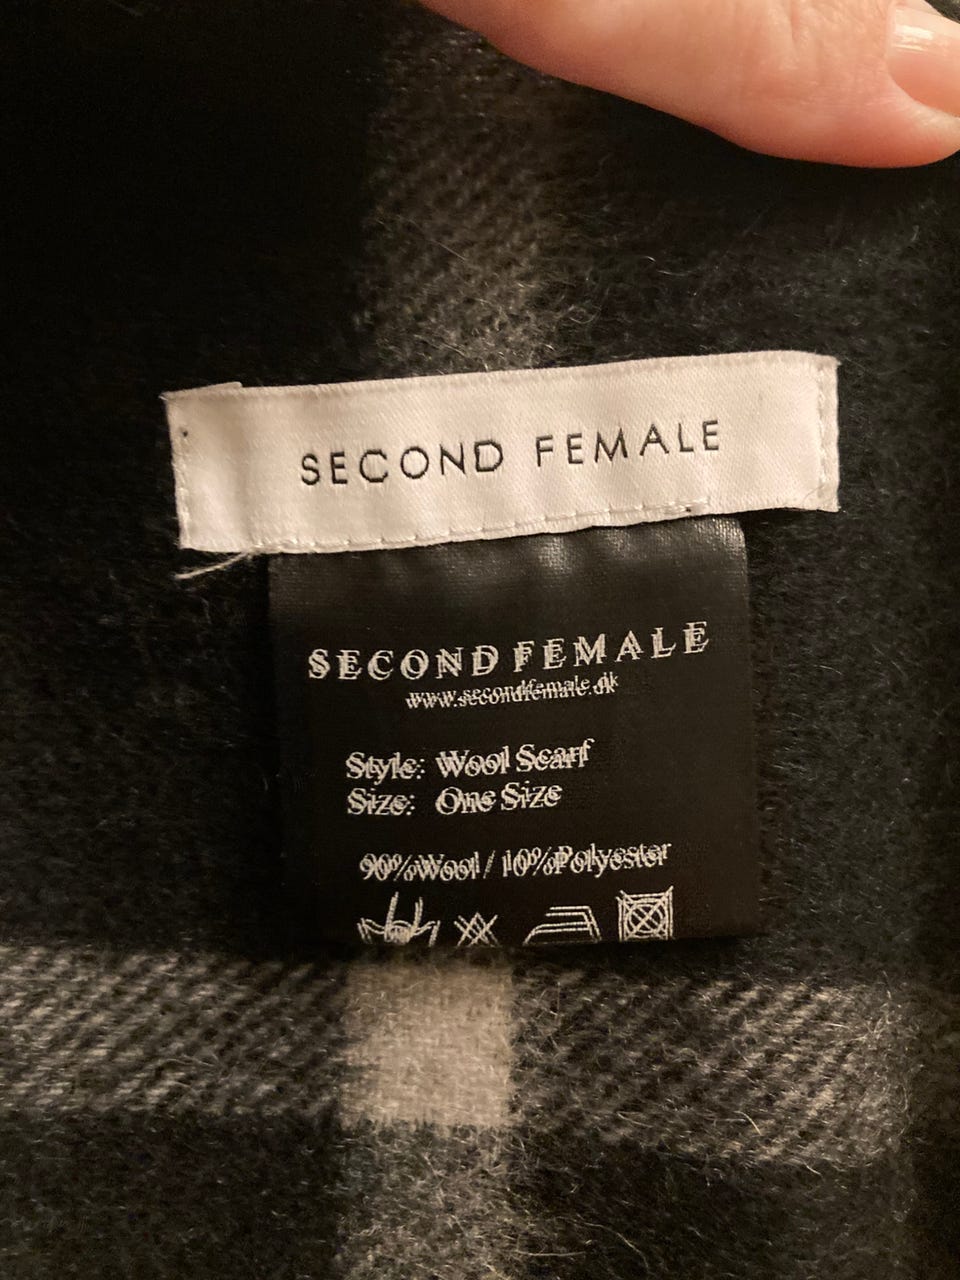 SECOND FEMALE
SECOND FEMALE
www.secondfemale.dk
Style: Wool Scarf
Size: One Size
90%Wool / 10%Polyester